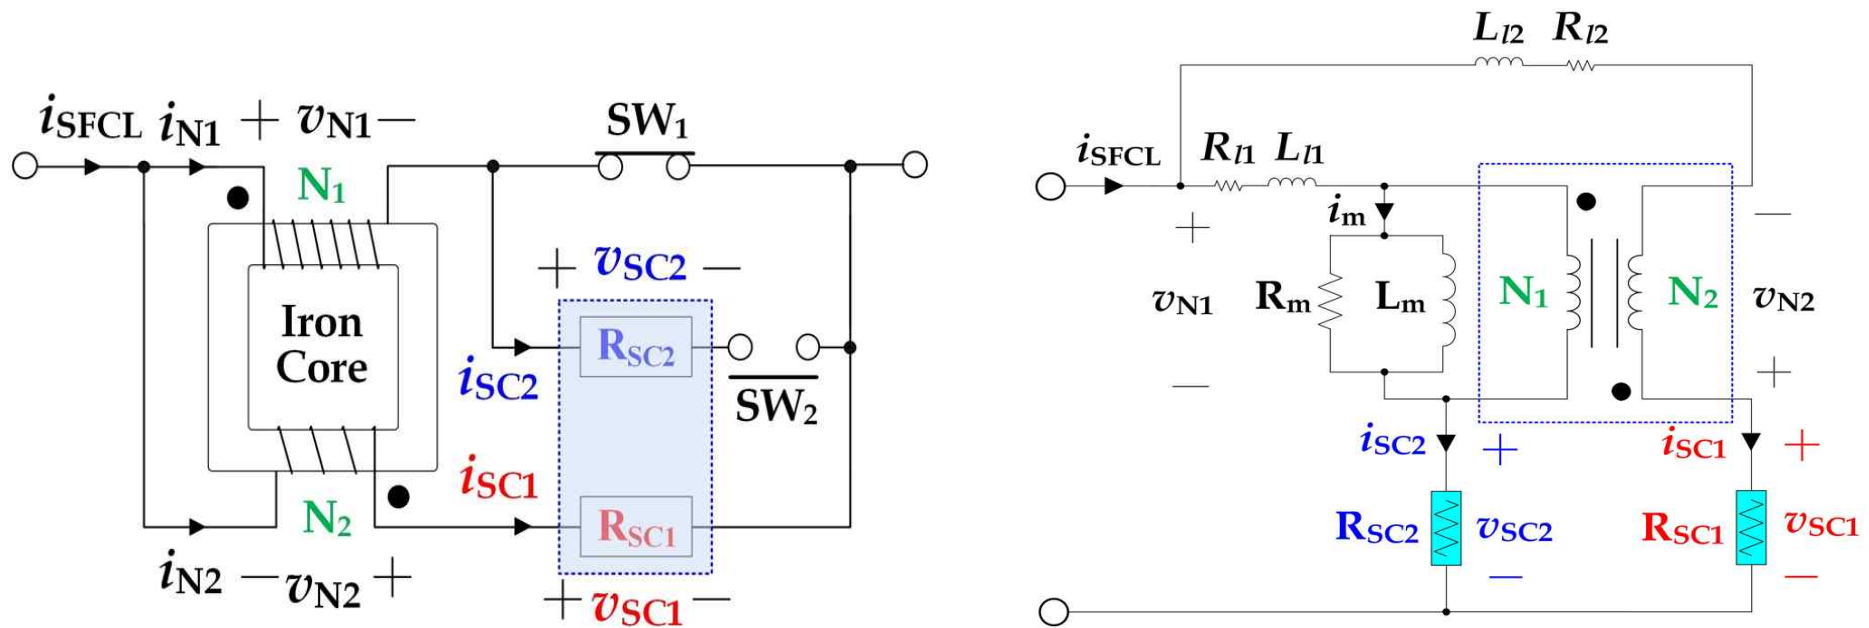 iSFCL iN1 + vN1 −
SW1
N1
+ vSC2 −
Iron
Core
RSC2
iSC2
SW2
iSC1
RSC1
N2
iN2 − vN2 +
+ vSC1 −
Ll2 Rl2
iSFCL Rl1 Ll1
im
+ −
vN1 Rm Lm N1 N2 vN2
− +
iSC2 + iSC1 +
RSC2 vSC2 RSC1 vSC1
− −